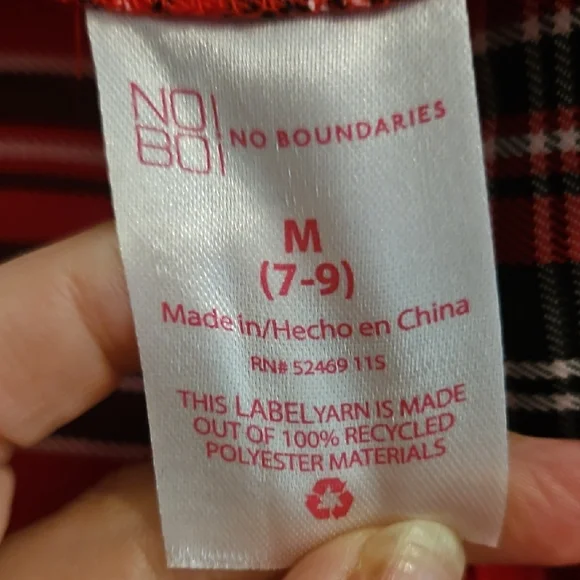 NO!
BO!
NO BOUNDARIES
M
(7-9)
Made in/Hecho en China
RN# 52469 11S
THIS LABEL YARN IS MADE
OUT OF 100% RECYCLED
POLYESTER MATERIALS